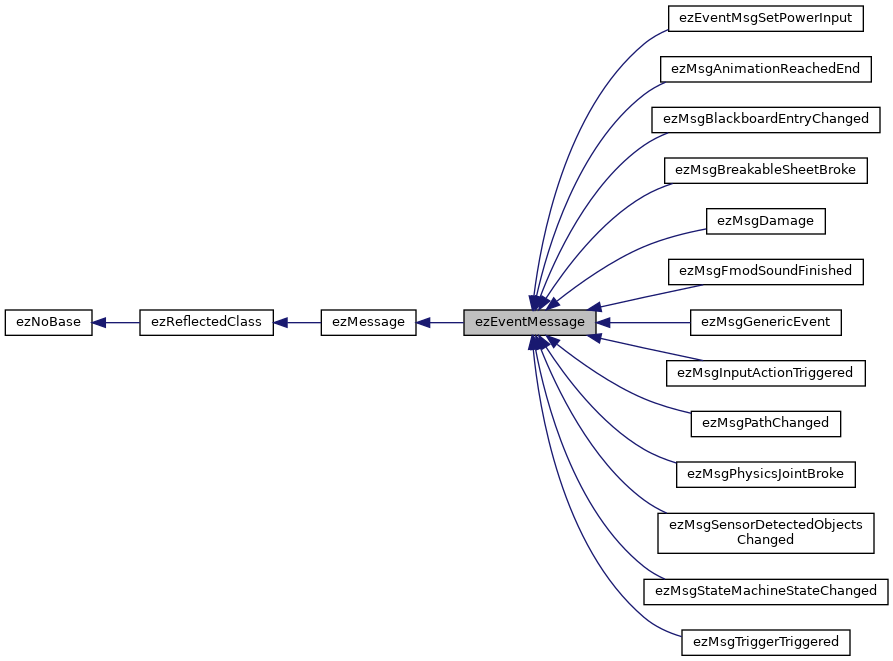 ezEventMsgSetPowerInput
ezMsgAnimationReachedEnd
ezMsgBlackboardEntryChanged
ezMsgBreakableSheetBroke
ezMsgDamage
ezMsgFmodSoundFinished
ezNoBase
ezReflectedClass
ezMessage
ezEventMessage
ezMsgGenericEvent
ezMsgInputActionTriggered
ezMsgPathChanged
ezMsgPhysicsJointBroke
ezMsgSensorDetectedObjects
Changed
ezMsgStateMachineStateChanged
ezMsgTriggerTriggered